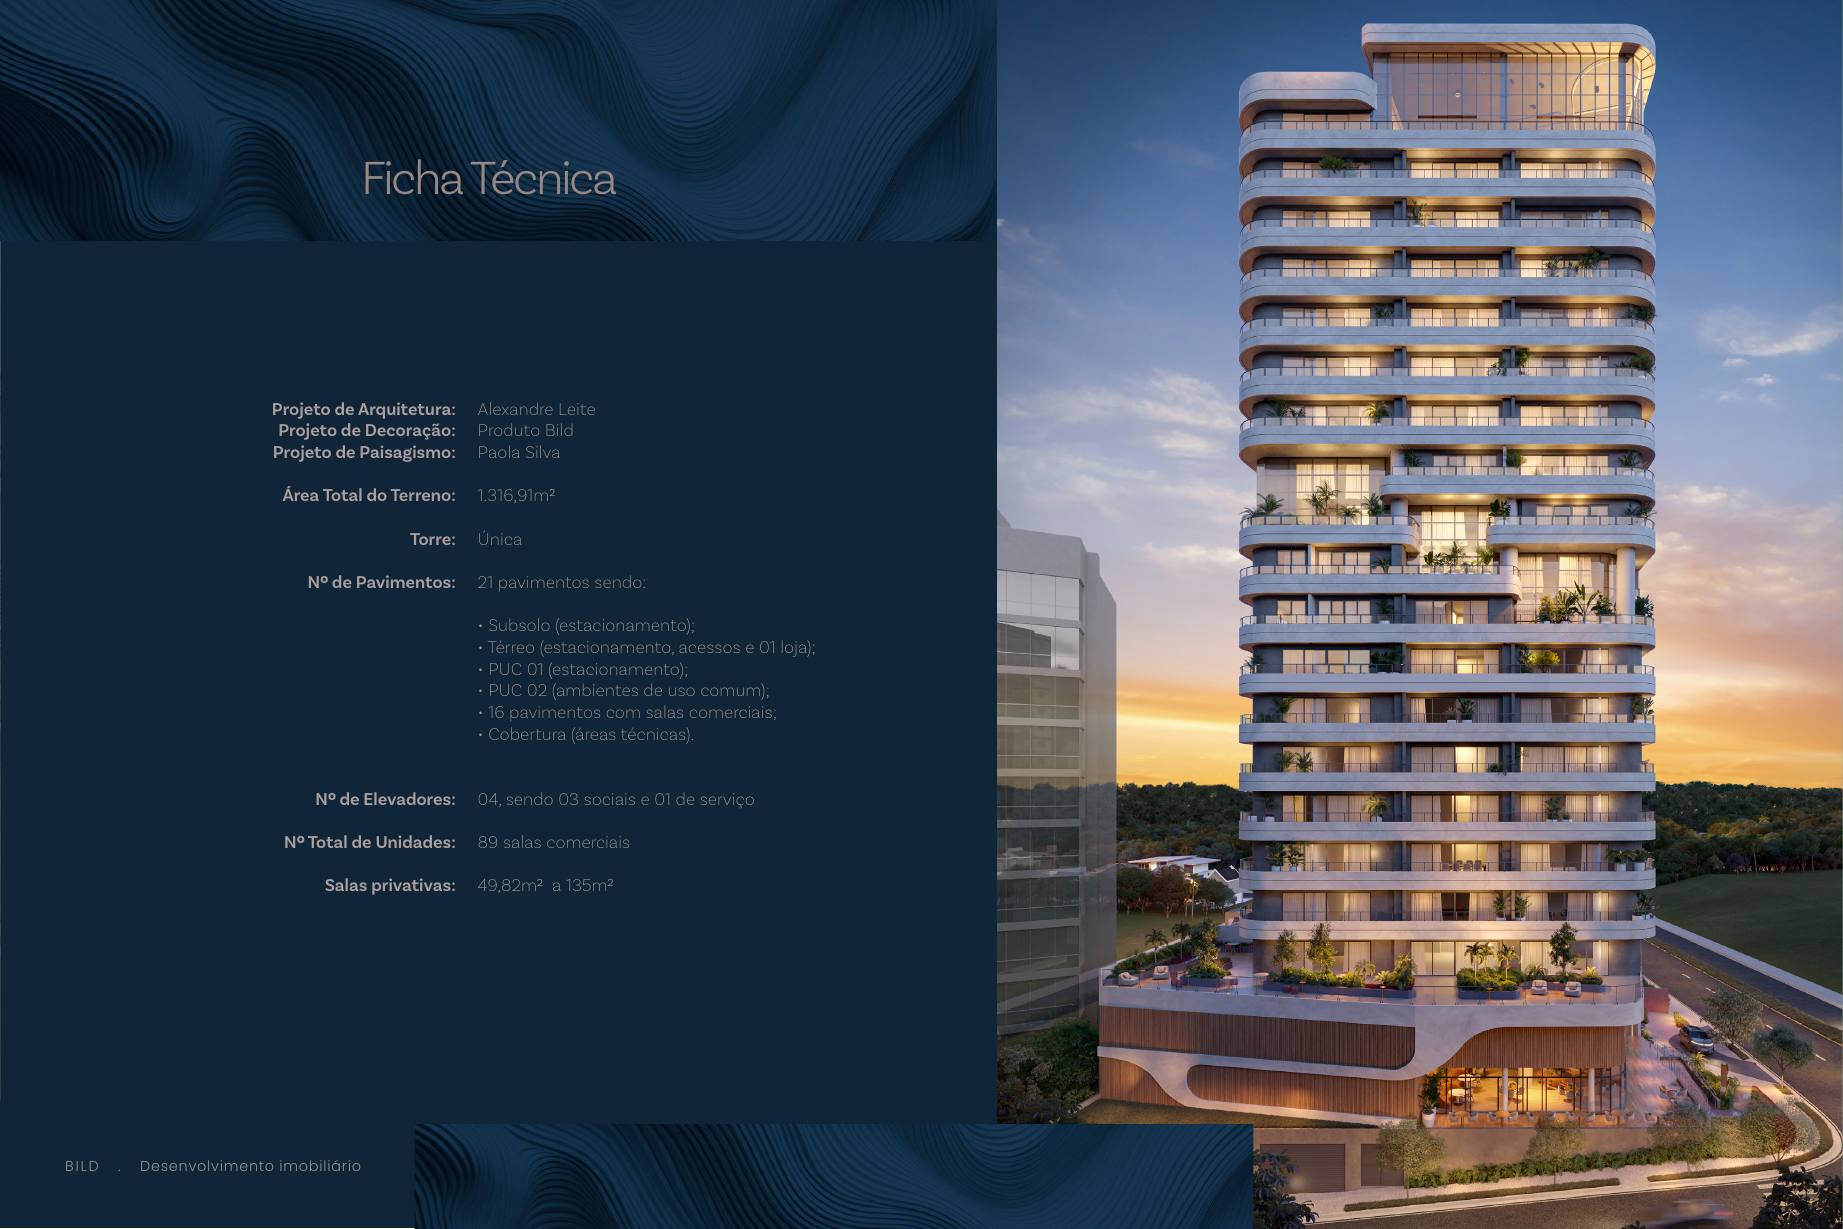 Ficha Técnica
Projeto de Arquitetura: Alexandre Leite
Projeto de Decoração: Produto Bild
Projeto de Paisagismo: Paola Silva
Área Total do Terreno: 1.316,91m²
Torre: Única
Nº de Pavimentos: 21 pavimentos sendo:
• Subsolo (estacionamento);
• Térreo (estacionamento, acessos e 01 loja);
• PUC 01 (estacionamento);
• PUC 02 (ambientes de uso comum);
• 16 pavimentos com salas comerciais;
• Cobertura (áreas técnicas).
Nº de Elevadores: 04, sendo 03 sociais e 01 de serviço
Nº Total de Unidades: 89 salas comerciais
Salas privativas: 49,82m² a 135m²
BILD . Desenvolvimento imobiliário